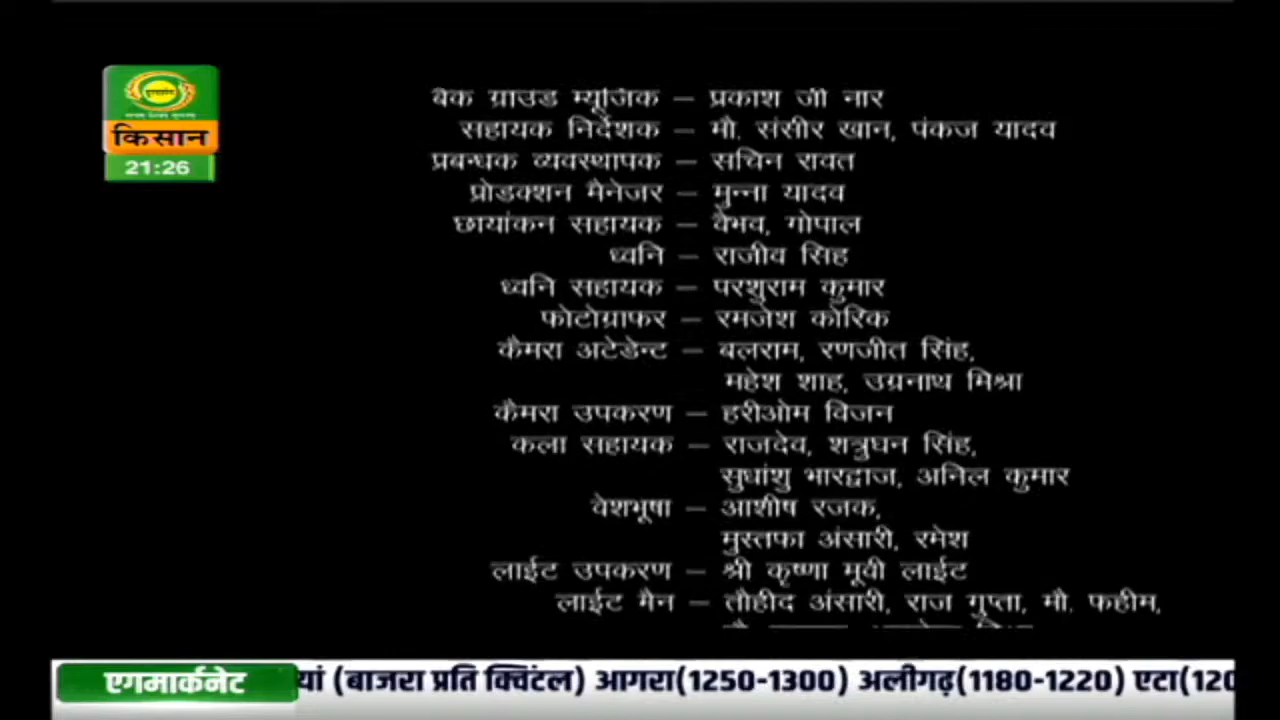 किसान
21:26
बैक ग्राउंड म्यूजिक – प्रकाश जी नार
सहायक निर्देशक – मौ. संसीर खान, पंकज यादव
प्रबन्धक व्यवस्थापक – सचिन रावत
प्रोडक्शन मैनेजर – मुन्ना यादव
छायांकन सहायक – वैभव, गोपाल
ध्वनि – राजीव सिंह
ध्वनि सहायक – परशुराम कुमार
फोटोग्राफर – रमजेश कोरिक
कैमरा अटेडेन्ट – बलराम, रणजीत सिंह,
महेश शाह, उग्रनाथ मिश्रा
कैमरा उपकरण – हरीओम विजन
कला सहायक – राजदेव, शत्रुघन सिंह,
सुधांशु भारद्वाज, अनिल कुमार
वेशभूषा – आशीष रजक,
मुस्तफा अंसारी, रमेश
लाईट उपकरण – श्री कृष्णा मूवी लाईट
लाईट मैन – तौहीद अंसारी, राज गुप्ता, मौ. फहीम,
एगमार्कनेट यां (बाजरा प्रति क्विंटल) आगरा(1250-1300) अलीगढ़(1180-1220) एटा(120